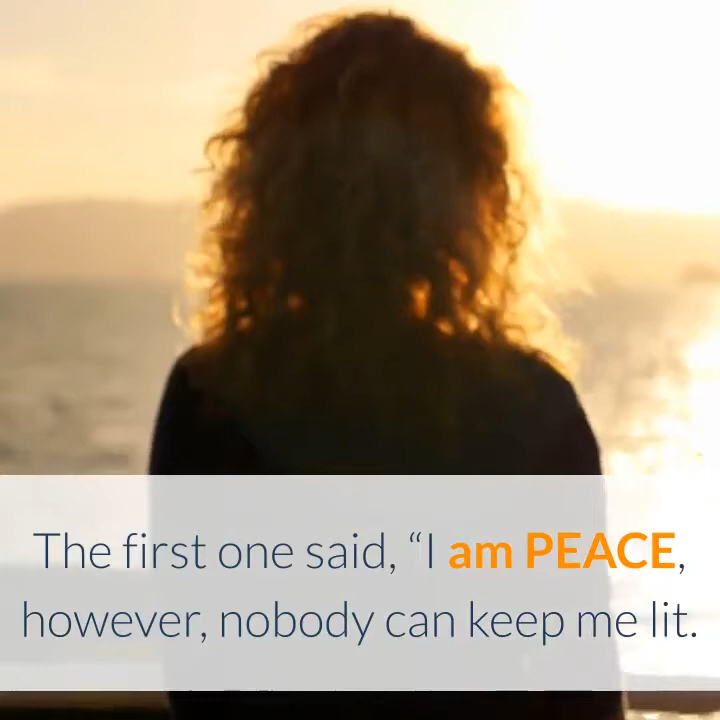 The first one said, “I am PEACE,
however, nobody can keep me lit.